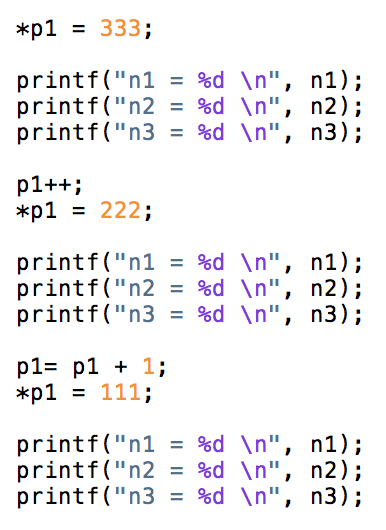 *p1 = 333;
printf("n1 = %d \n", n1);
printf("n2 = %d \n", n2);
printf("n3 = %d \n", n3);
p1++;
*p1 = 222;
printf("n1 = %d \n", n1);
printf("n2 = %d \n", n2);
printf("n3 = %d \n", n3);
p1= p1 + 1;
*p1 = 111;
printf("n1 = %d \n", n1);
printf("n2 = %d \n", n2);
printf("n3 = %d \n", n3);